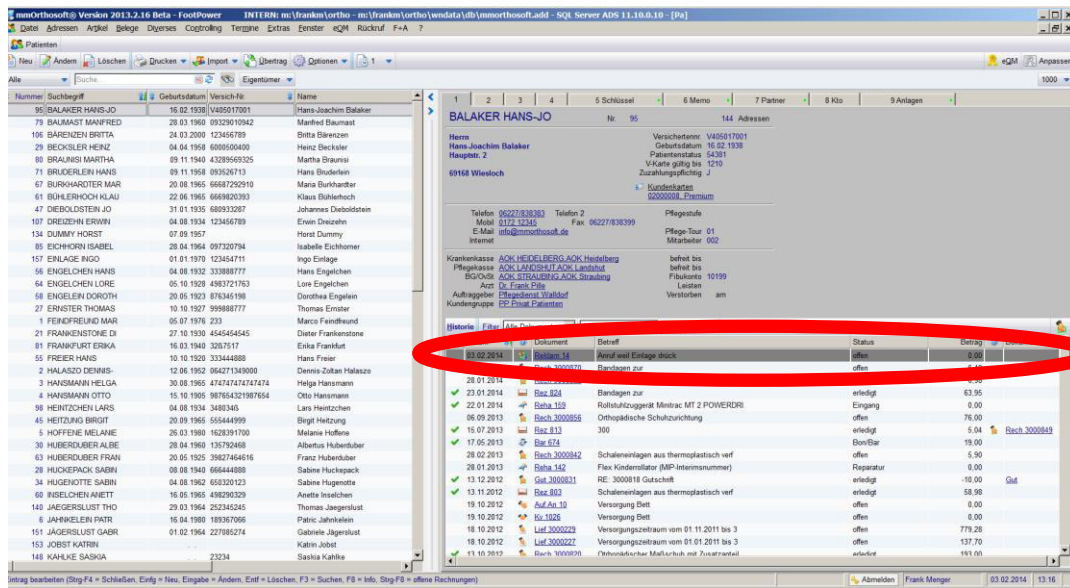 mmOrthosoft® Version 2013.2.16 Beta - FootPower INTERN: m:\frankm\ortho - m:\frankm\ortho\wndata\db\mmorthosoft.add - SQL Server ADS 11.10.0.10 - [Pa]
Datei Adressen Artikel Belege Diverses Controlling Termine Extras Fenster eQM Rückruf F+A ?
Patienten
Neu Ändern Löschen Drucken Import Übertrag Optionen 1 eQM Anpassen
Alle Suche Eigentümer 1000
Nummer Suchbegriff Geburtsdatum Versich-Nr. Name
95 BALAKER HANS-JO 16.02.1938 V405017001 Hans-Joachim Balaker
79 BAUMAST MANFRED 28.03.1960 09329010942 Manfred Baumast
106 BÄRENZEN BRITTA 24.03.2000 123456789 Britta Bärenzen
29 BECKSLER HEINZ 04.04.1958 6000500400 Heinz Becksler
80 BRAUNISI MARTHA 09.11.1940 43289569325 Martha Braunisi
71 BRUDERLEIN HANS 09.11.1958 093526713 Hans Bruderlein
67 BURKHARDTER MAR 20.08.1965 66687292910 Maria Burkhardter
61 BÜHLERHOCH KLAU 22.06.1965 6669820393 Klaus Bühlerhoch
47 DIEBOLDSTEIN JO 31.01.1935 680933287 Johannes Dieboldstein
107 DREIZEHN ERWIN 04.08.1934 123456789 Erwin Dreizehn
134 DUMMY HORST 07.09.1957 Horst Dummy
85 EICHHORN ISABEL 28.04.1964 097320794 Isabelle Eichhorner
157 EINLAGE INGO 01.01.1970 123454711 Ingo Einlage
56 ENGELCHEN HANS 04.08.1932 333888777 Hans Engelchen
64 ENGELCHEN LORE 05.10.1928 4983721763 Lore Engelchen
58 ENGELEIN DOROTH 20.05.1923 876345198 Dorothea Engelein
27 ERNSTER THOMAS 10.10.1927 999888777 Thomas Ernster
1 FEINDFREUND MAR 05.07.1976 233 Marco Feindfreund
21 FRANKENSTONE DI 27.10.1930 4545454545 Dieter Frankenstone
81 FRANKFURT ERIKA 16.03.1940 3267517 Erika Frankfurt
55 FREIER HANS 10.10.1920 333444888 Hans Freier
2 HALASZO DENNIS- 12.06.1952 064271349000 Dennis-Zoltan Halaszo
3 HANSMANN HELGA 30.08.1965 474747474747474 Helga Hansmann
4 HANSMANN OTTO 15.10.1905 987654321987654 Otto Hansmann
98 HEINTZCHEN LARS 04.08.1934 3480345 Lars Heintzchen
45 HEITZUNG BIRGIT 20.09.1965 555444999 Birgit Heitzung
5 HOFFENE MELANIE 26.03.1980 1628391700 Melanie Hoffene
30 HUBERDUBER ALBE 28.04.1960 135792468 Albertus Huberduber
63 HUBERDUBER FRAN 20.05.1925 39827464616 Franz Huberduber
28 HUCKEPACK SABIN 08.08.1940 666444888 Sabine Huckepack
34 HUGENOTTE SABIN 04.08.1962 650320123 Sabine Hugenotte
60 INSELCHEN ANETT 16.05.1965 498290329 Anette Inselchen
140 JAEGERSLUST THO 29.03.1964 252345245 Thomas Jaegerslust
6 JAHNKELEIN PATR 16.04.1980 189367066 Patric Jahnkelein
151 JÄGERSLUST GABR 01.02.1964 227085274 Gabriele Jägerslust
153 JOBST KATRIN . . Katrin Jobst
148 KAHLKE SASKIA . . 23234 Saskia Kahlke
1 2 3 4 5 Schlüssel 6 Memo 7 Partner 8 Kto 9 Anlagen
BALAKER HANS-JO Nr. 95 144 Adressen
Herrn Versichertennr. V405017001
Hans-Joachim Balaker Geburtsdatum 16.02.1938
Hauptstr. 2 Patientenstatus 54381
V-Karte gültig bis 1210
69168 Wiesloch Zuzahlungspflichtig J
Kundenkarten
02000008, Premium
Telefon 06227/838383 Telefon 2 Pflegestufe
Mobil 0172 12345 Fax 06227/838399
E-Mail info@mmorthosoft.de Pflege-Tour 01
Internet Mitarbeiter 002
Krankenkasse AOK HEIDELBERG,AOK Heidelberg befreit bis
Pflegekasse AOK LANDSHUT,AOK Landshut befreit bis
BG/OvSt AOK STRAUBING,AOK Straubing Fibukonto 10199
Arzt Dr. Frank Pille Leisten
Auftraggeber Pflegedienst Walldorf Verstorben am
Kundengruppe PP Privat Patienten
Historie Filter
Dokument Betreff Status Betrag
03.02.2014 Reklam 14 Anruf weil Einlage drück offen 0,00
Rech 3000870 Bandagen zur offen
28.01.2014
23.01.2014 Rez 824 Bandagen zur erledigt 63,95
22.01.2014 Reha 159 Rollstuhlzuggerät Minitrac MT 2 POWERDRI Eingang 0,00
06.09.2013 Rech 3000856 Orthopädische Schuhzurichtung offen 76,00
15.07.2013 Rez 813 300 erledigt 5,04 Rech 3000849
17.05.2013 Bar 674 Bon/Bar 19,00
28.02.2013 Rech 3000842 Schaleneinlagen aus thermoplastisch verf offen 5,90
28.01.2013 Reha 142 Flex Kinderrollator (MIP-Interimsnummer) Reparatur 0,00
13.12.2012 Gut 3000831 RE: 3000818 Gutschrift erledigt -10,00 Gut
13.11.2012 Rez 803 Schaleneinlagen aus thermoplastisch verf erledigt 58,98
19.10.2012 Auf.An 10 Versorgung Bett offen 0,00
19.10.2012 Kv 1026 Versorgung Bett offen 0,00
18.10.2012 Lief 3000229 Versorgungszeitraum vom 01.11.2011 bis 3 offen 779,28
18.10.2012 Lief 3000227 Versorgungszeitraum vom 01.01.2011 bis 3 offen 137,70
13.10.2012 Rech 3000820 Orthopädischer Maßschuh mit Zusatzanteil erledigt 193,00
intrag bearbeiten (Strg-F4 = Schließen, Einfg = Neu, Eingabe = Ändern, Entf = Löschen, F3 = Suchen, F8 = Info, Strg-F8 = offene Rechnungen) Abmelden Frank Menger 03.02.2014 13:16